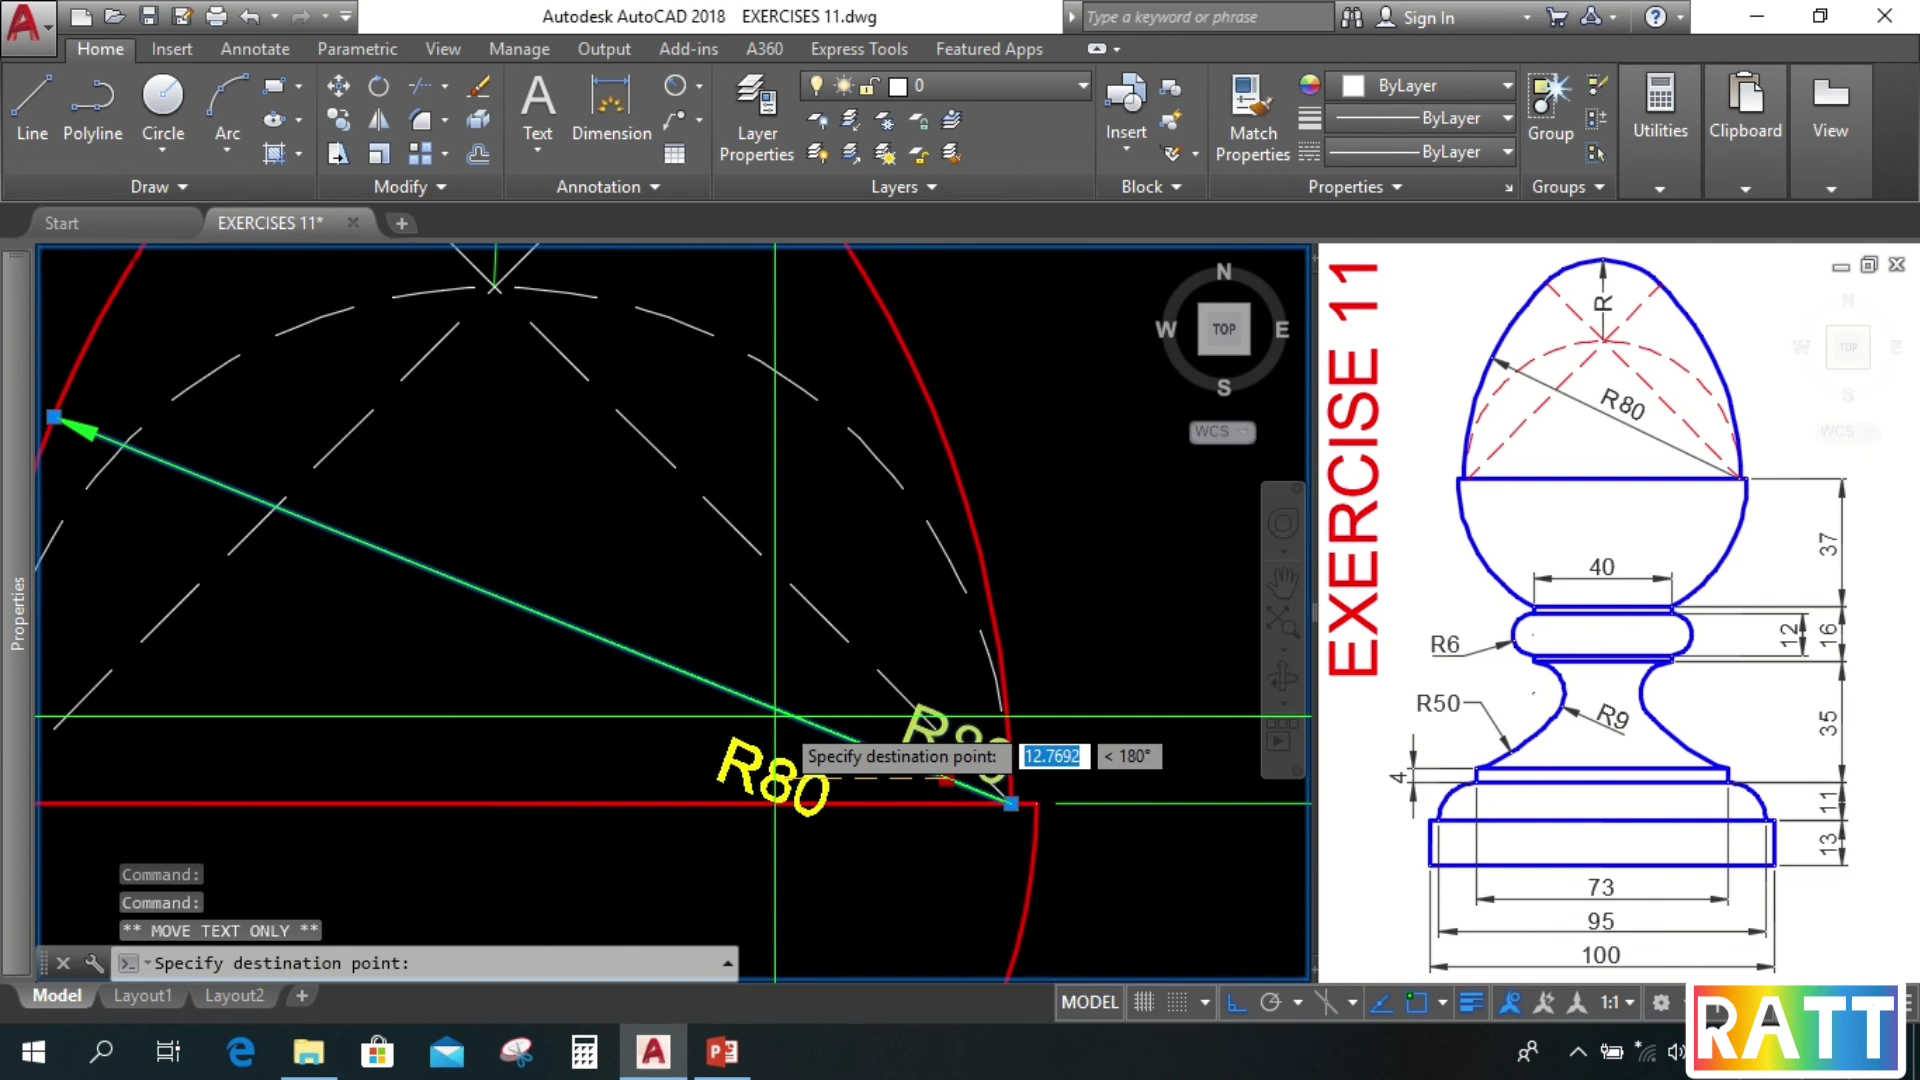 Autodesk AutoCAD 2018 EXERCISES 11.dwg
Type a keyword or phrase
Sign In
Home Insert Annotate Parametric View Manage Output Add-ins A360 Express Tools Featured Apps
0
ByLayer
ByLayer
ByLayer
Line Polyline Circle Arc
Text Dimension
Layer Properties
Insert
Match Properties
Group
Utilities
Clipboard
View
Draw Modify Annotation Layers Block Properties Groups
Start
EXERCISES 11*
N
W TOP E
S
WCS
Properties
R80
R80
Specify destination point: 12.7692 < 180°
Command:
Command:
** MOVE TEXT ONLY **
Specify destination point:
Model Layout1 Layout2
MODEL
1:1
EXERCISE 11
N
W TOP E
S
WCS
R
R80
37
40
12
16
R6
R50
R9
35
4
11
13
73
95
100
RATT